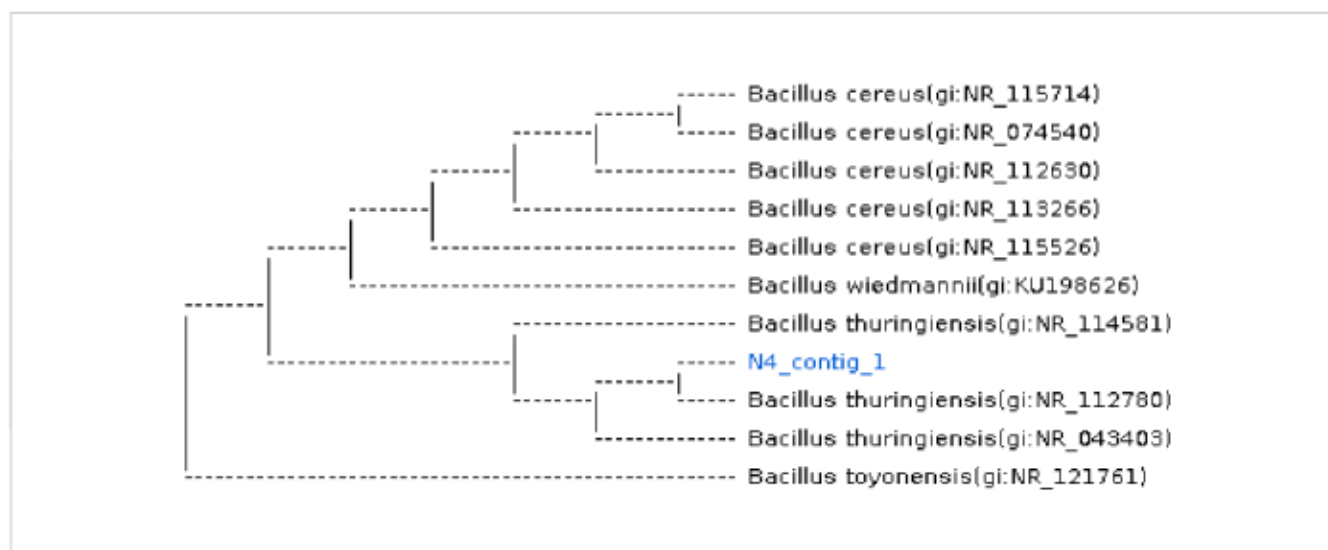 Bacillus cereus(gi:NR_115714)
Bacillus cereus(gi:NR_074540)
Bacillus cereus(gi:NR_112630)
Bacillus cereus(gi:NR_113266)
Bacillus cereus(gi:NR_115526)
Bacillus wiedmannii(gi:KU198626)
Bacillus thuringiensis(gi:NR_114581)
N4_contig_1
Bacillus thuringiensis(gi:NR_112780)
Bacillus thuringiensis(gi:NR_043403)
Bacillus toyonensis(gi:NR_121761)